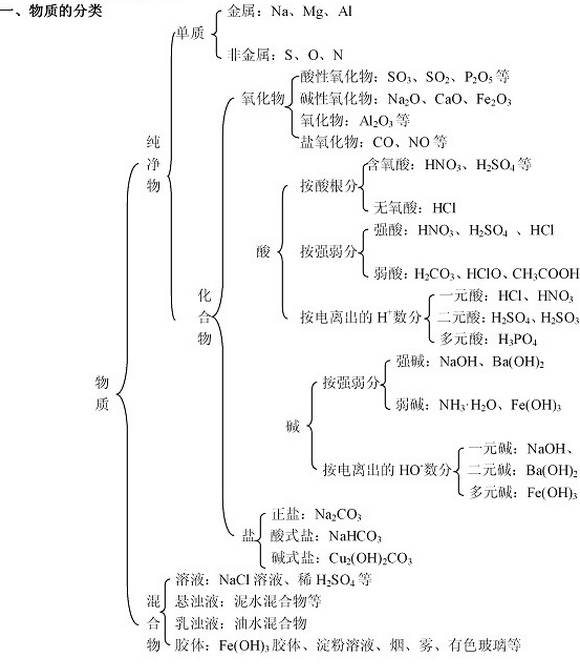 一、物质的分类
金属：Na、Mg、Al
单质
非金属：S、O、N
酸性氧化物：SO₃、SO₂、P₂O₅等
氧化物
碱性氧化物：Na₂O、CaO、Fe₂O₃
氧化物：Al₂O₃等
盐氧化物：CO、NO等
纯净物
含氧酸：HNO₃、H₂SO₄等
按酸根分
无氧酸：HCl
强酸：HNO₃、H₂SO₄ 、HCl
酸
按强弱分
弱酸：H₂CO₃、HClO、CH₃COOH
化合物
一元酸：HCl、HNO₃
按电离出的H⁺数分
二元酸：H₂SO₄、H₂SO₃
多元酸：H₃PO₄
强碱：NaOH、Ba(OH)₂
物质
按强弱分
弱碱：NH₃·H₂O、Fe(OH)₃
碱
一元碱：NaOH、
按电离出的HO⁻数分
二元碱：Ba(OH)₂
多元碱：Fe(OH)₃
正盐：Na₂CO₃
盐
酸式盐：NaHCO₃
碱式盐：Cu₂(OH)₂CO₃
溶液：NaCl溶液、稀H₂SO₄等
混合物
悬浊液：泥水混合物等
乳浊液：油水混合物
胶体：Fe(OH)₃胶体、淀粉溶液、烟、雾、有色玻璃等